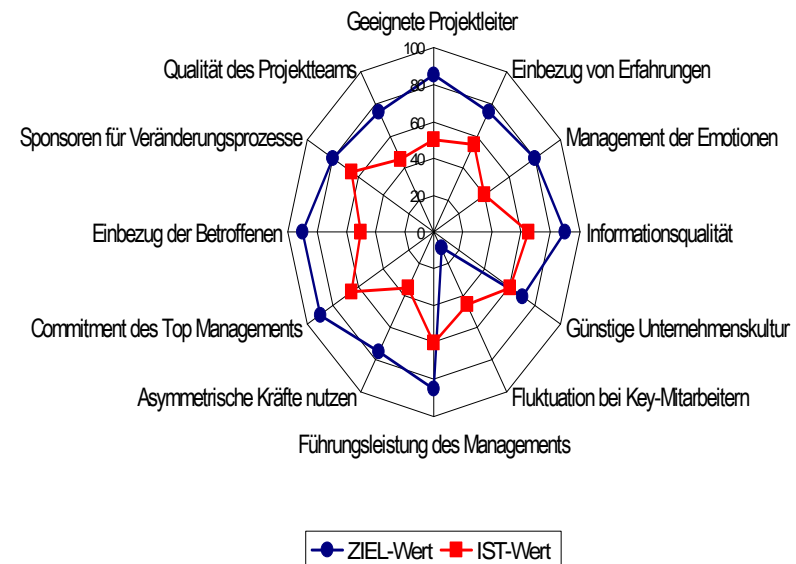 Geeignete Projektleiter
100
Qualität des Projektteams
Einbezug von Erfahrungen
80
Sponsoren für Veränderungsprozesse
60
Management der Emotionen
40
20
Einbezug der Betroffenen
0
Informationsqualität
Commitment des Top Managements
Günstige Unternehmenskultur
Asymmetrische Kräfte nutzen
Fluktuation bei Key-Mitarbeitern
Führungsleistung des Managements
ZIEL-Wert
IST-Wert